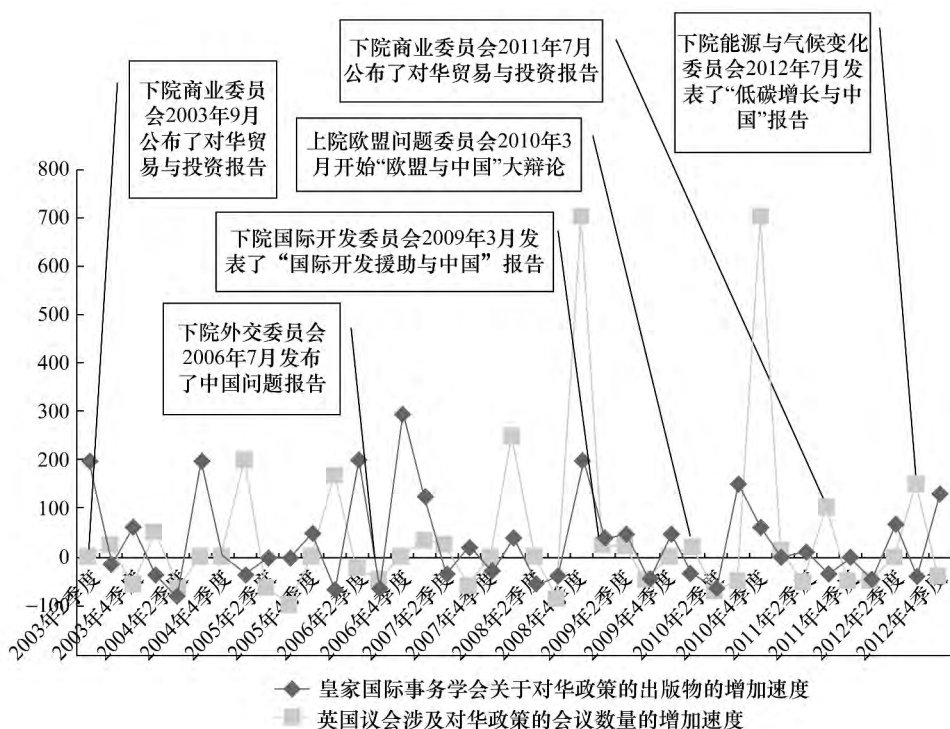 下院商业委员
会2003年9月
公布了对华贸
易与投资报告
下院商业委员会2011年7月
公布了对华贸易与投资报告
下院能源与气候变化
委员会2012年7月发
表了“低碳增长与中
国”报告
上院欧盟问题委员会2010年3
月开始“欧盟与中国”大辩论
下院国际开发委员会2009年3月发
表了“国际开发援助与中国”报告
下院外交委员会
2006年7月发布
了中国问题报告
800
700
600
500
400
300
200
100
0
-100
2003年2季度
2003年4季度
2004年2季度
2004年4季度
2005年2季度
2005年4季度
2006年2季度
2006年4季度
2007年2季度
2007年4季度
2008年2季度
2008年4季度
2009年2季度
2009年4季度
2010年2季度
2010年4季度
2011年2季度
2011年4季度
2012年2季度
2012年4季度
皇家国际事务学会关于对华政策的出版物的增加速度
英国议会涉及对华政策的会议数量的增加速度